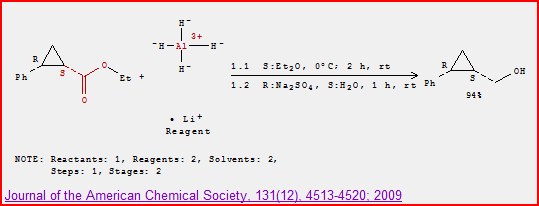 H-
3+
-H Al H-
H-
R
S
Ph
O
Et +
O
1.1 S:Et2O, 0°C; 2 h, rt
1.2 R:Na2SO4, S:H2O, 1 h, rt
R
S
Ph
OH
94%
• Li+
Reagent
NOTE: Reactants: 1, Reagents: 2, Solvents: 2,
Steps: 1, Stages: 2
Journal of the American Chemical Society, 131(12), 4513-4520; 2009